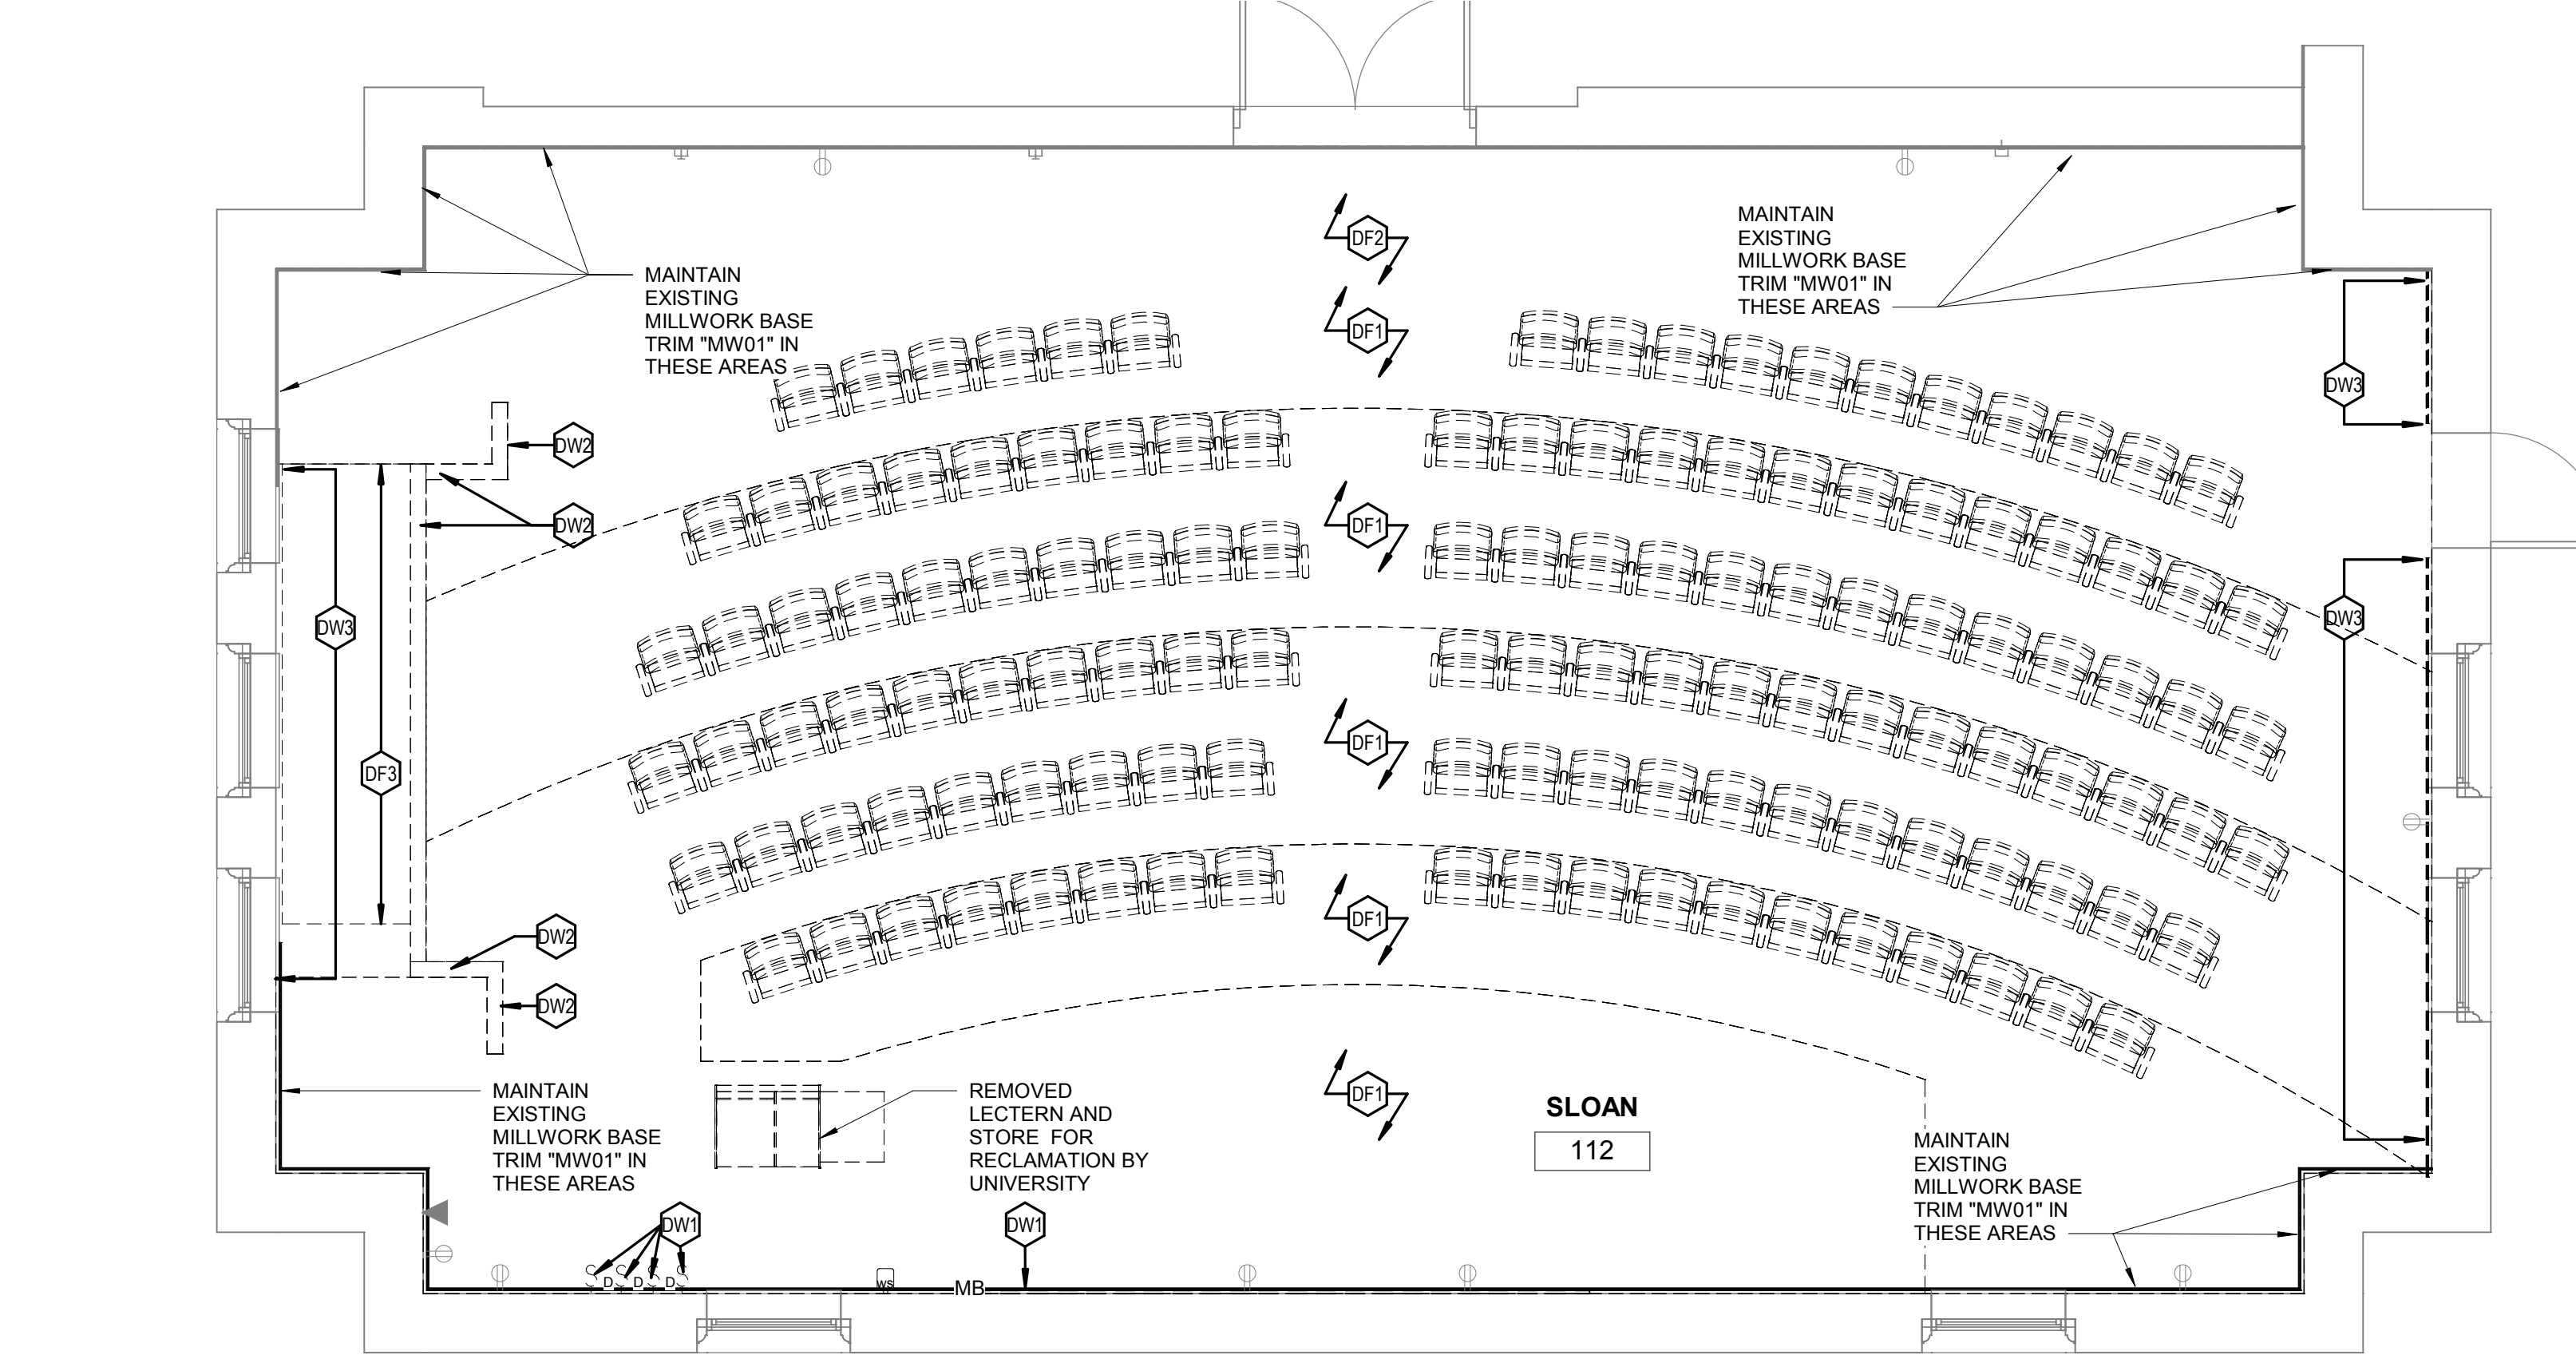 DF2
MAINTAIN
EXISTING
MILLWORK BASE
TRIM "MW01" IN
THESE AREAS
MAINTAIN
EXISTING
MILLWORK BASE
TRIM "MW01" IN
THESE AREAS
DF1
DW3
DW2
DW2
DF1
DW3
DW3
DF1
DF3
DF1
DW2
DW2
MAINTAIN
EXISTING
MILLWORK BASE
TRIM "MW01" IN
THESE AREAS
REMOVED
LECTERN AND
STORE FOR
RECLAMATION BY
UNIVERSITY
DF1
SLOAN
112
MAINTAIN
EXISTING
MILLWORK BASE
TRIM "MW01" IN
THESE AREAS
DW1
DW1
D D D
WS
MB